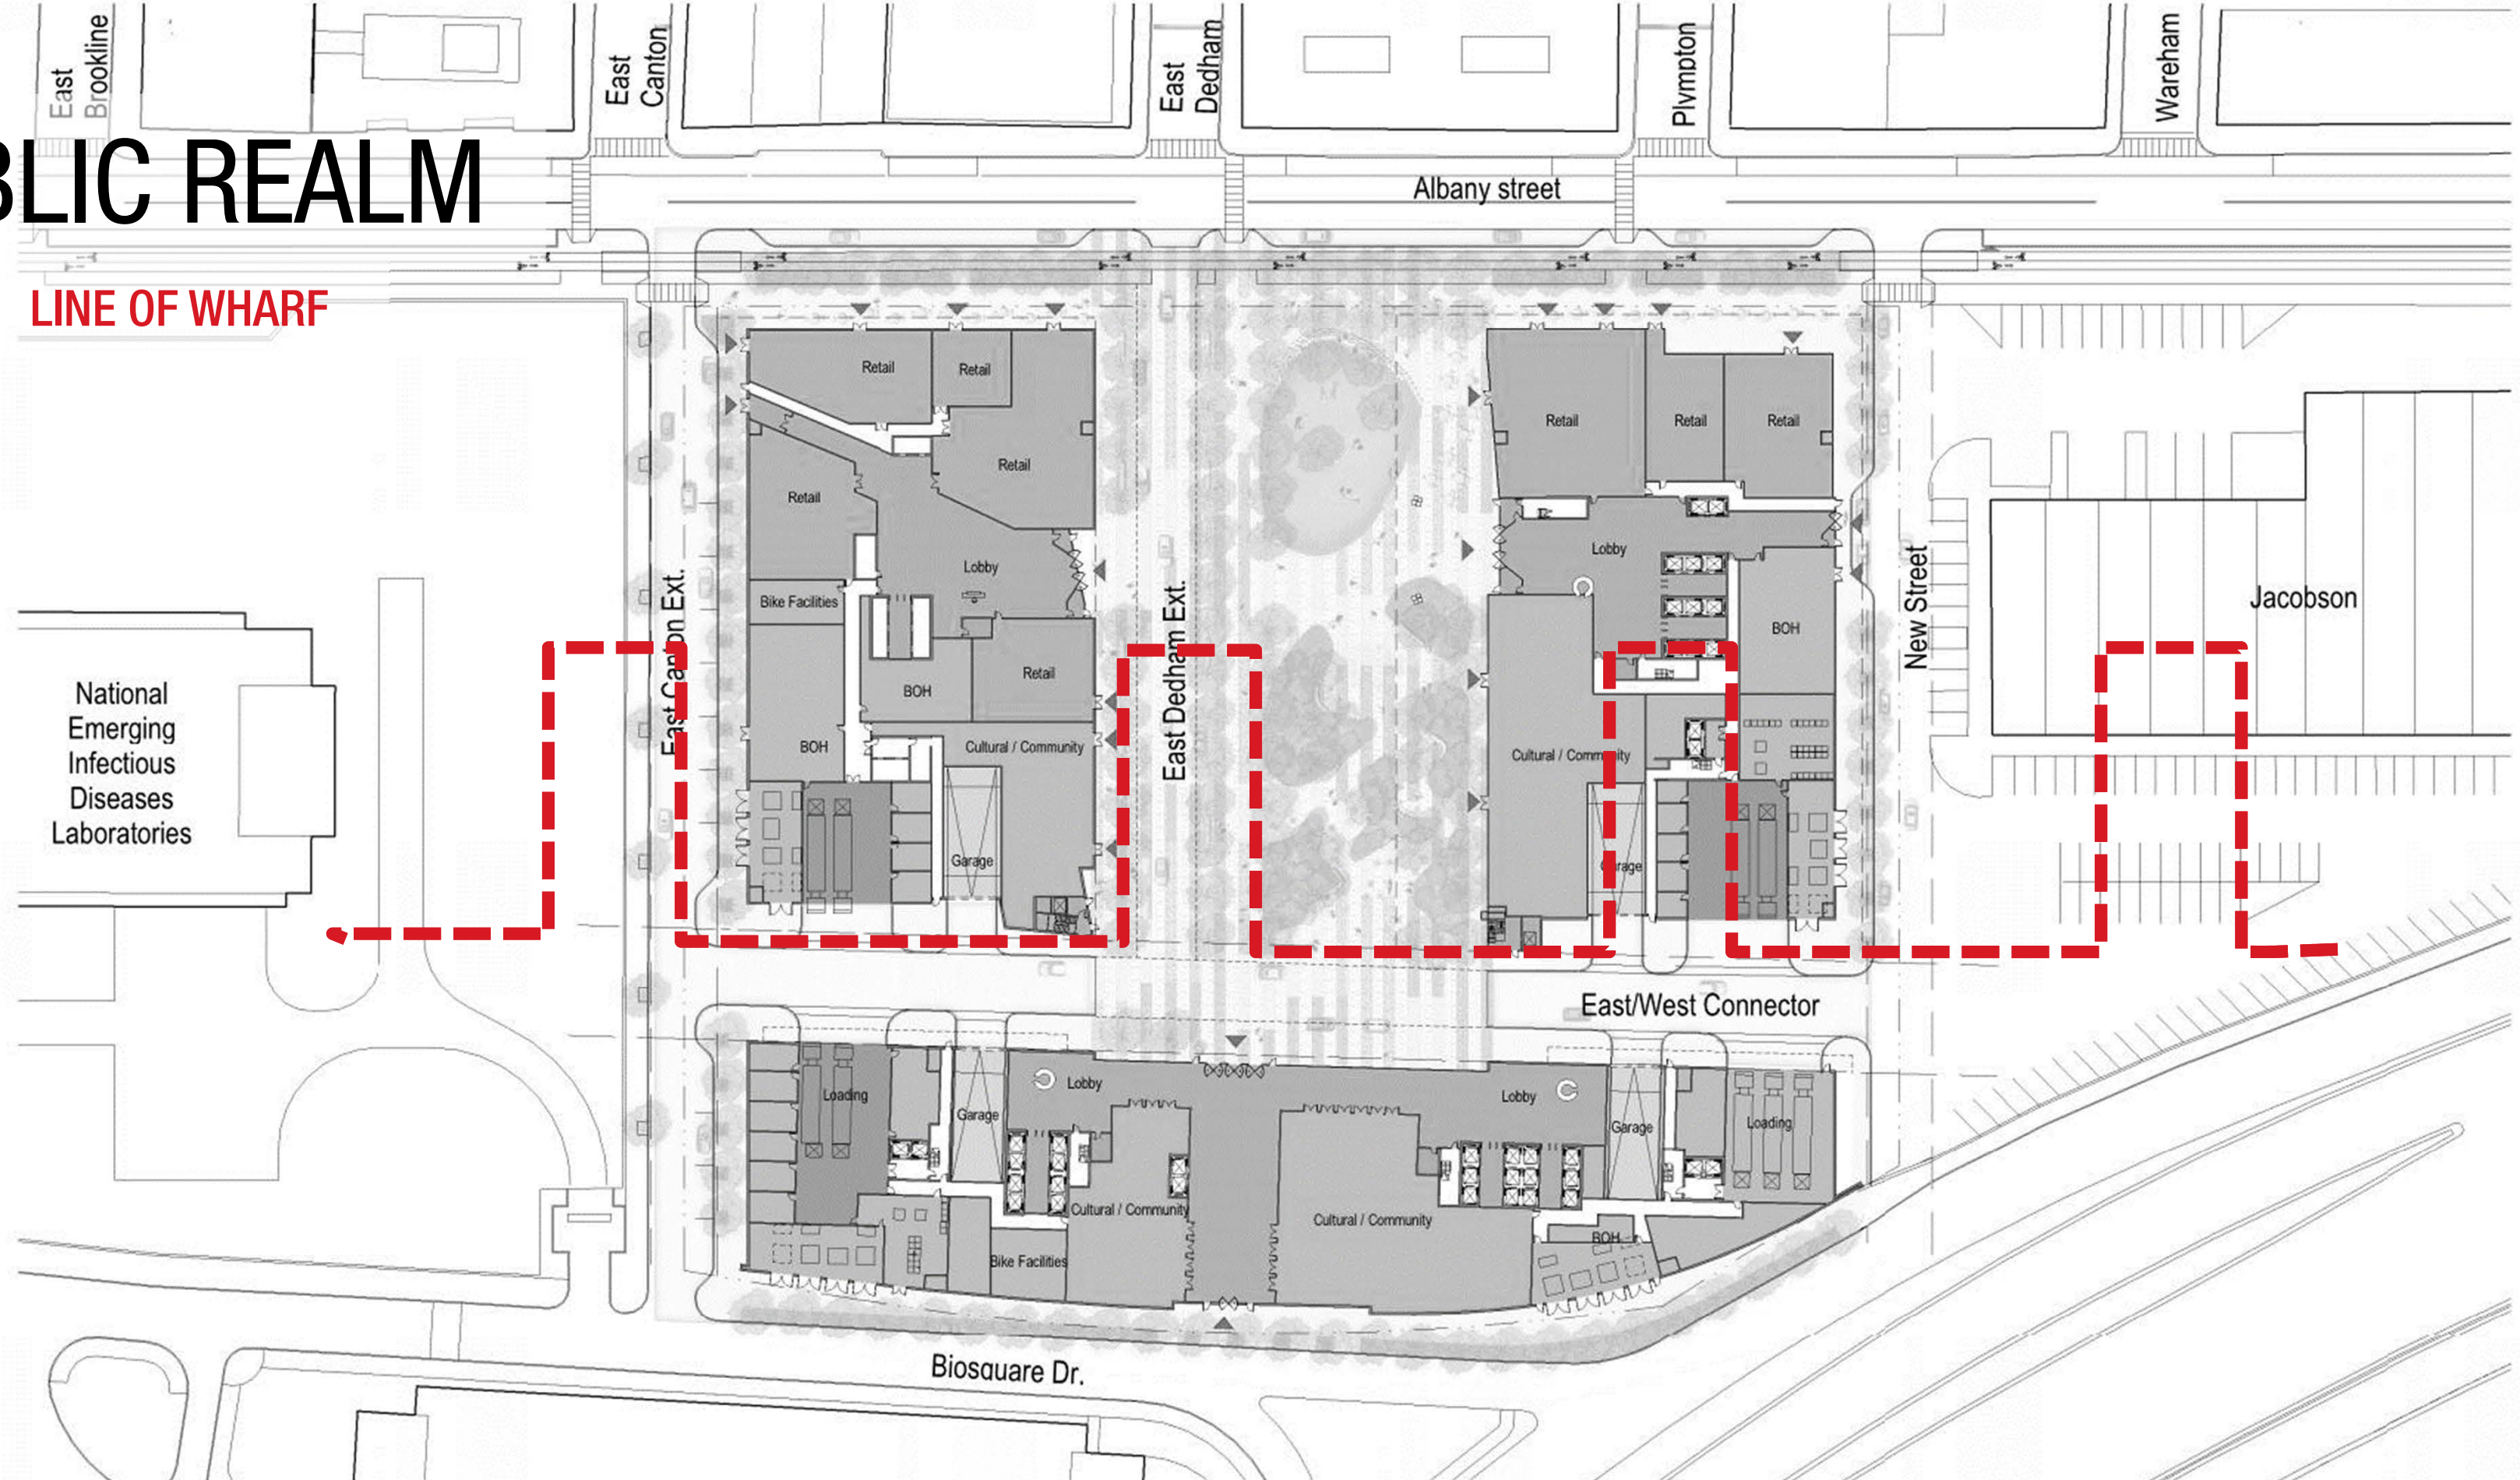 East
Brookline
East
Canton
East
Dedham
Plympton
Wareham
BLIC REALM
Albany street
LINE OF WHARF
Retail
Retail
Retail
Retail
Lobby
Bike Facilities
Retail
BOH
BOH
Cultural / Community
Garage
East Canton Ext.
East Dedham Ext.
Retail
Retail
Retail
Lobby
BOH
Cultural / Community
Garage
New Street
Jacobson
National
Emerging
Infectious
Diseases
Laboratories
East/West Connector
Loading
Garage
Lobby
Lobby
Garage
Loading
Cultural / Community
Cultural / Community
Bike Facilities
BOH
Biosquare Dr.